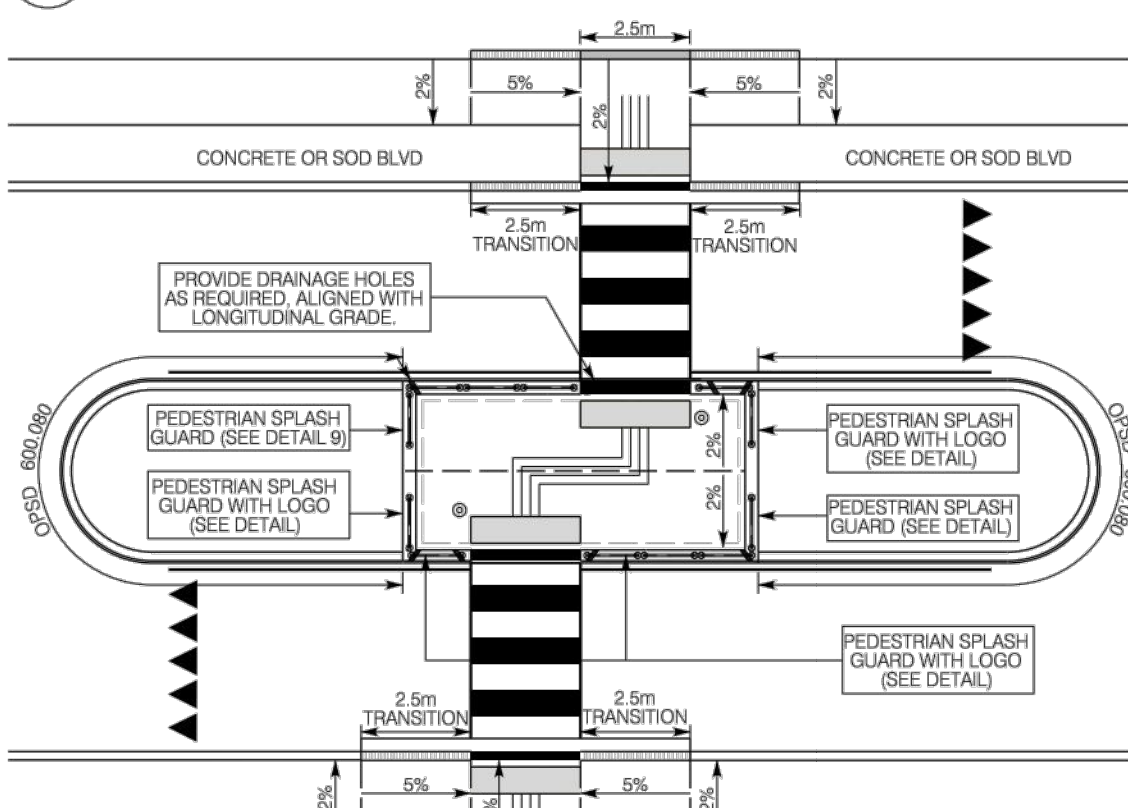 2.5m
2%
5%
2%
5%
2%
CONCRETE OR SOD BLVD
CONCRETE OR SOD BLVD
2.5m
TRANSITION
2.5m
TRANSITION
PROVIDE DRAINAGE HOLES
AS REQUIRED, ALIGNED WITH
LONGITUDINAL GRADE.
OPSD 600.080
PEDESTRIAN SPLASH
GUARD (SEE DETAIL 9)
PEDESTRIAN SPLASH
GUARD WITH LOGO
(SEE DETAIL)
2%
2%
PEDESTRIAN SPLASH
GUARD WITH LOGO
(SEE DETAIL)
PEDESTRIAN SPLASH
GUARD (SEE DETAIL)
OPSD 600.080
PEDESTRIAN SPLASH
GUARD WITH LOGO
(SEE DETAIL)
2.5m
TRANSITION
2.5m
TRANSITION
2%
5%
%
5%
2%